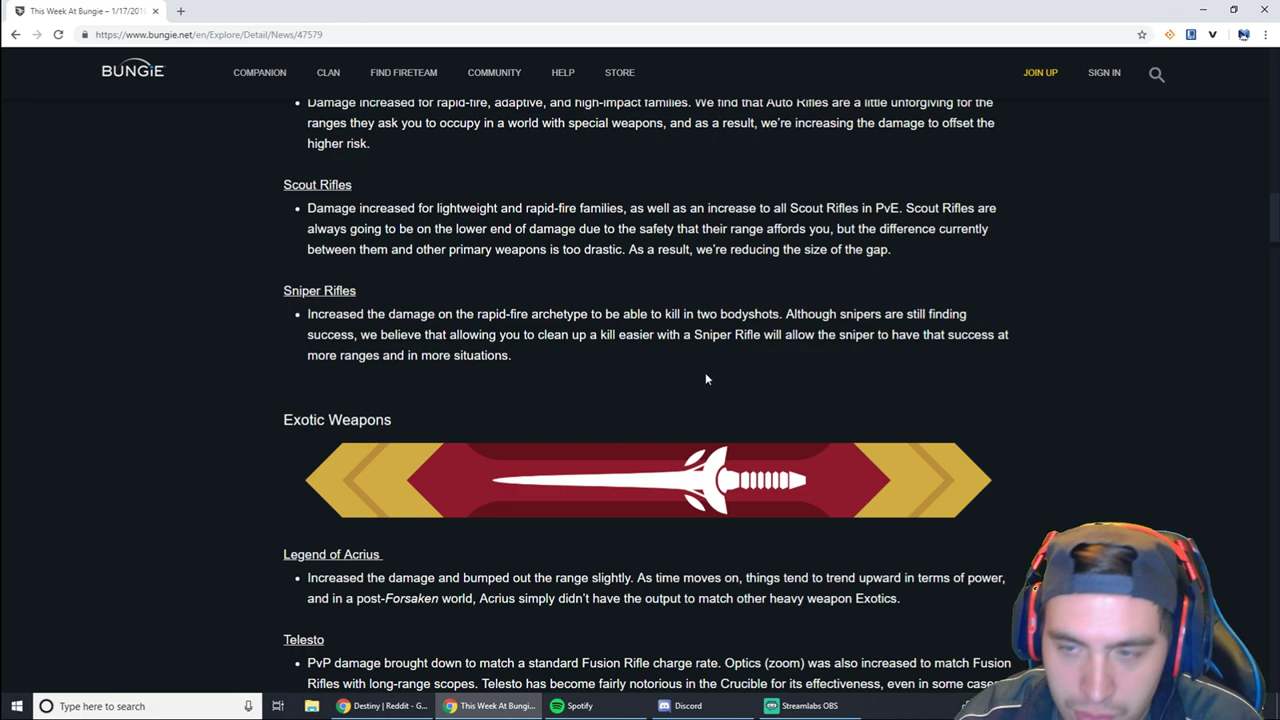 This Week At Bungie – 1/17/2019
https://www.bungie.net/en/Explore/Detail/News/47579
BUNGiE
COMPANION CLAN FIND FIRETEAM COMMUNITY HELP STORE JOIN UP SIGN IN
Damage increased for rapid-fire, adaptive, and high-impact families. We find that Auto Rifles are a little unforgiving for the
ranges they ask you to occupy in a world with special weapons, and as a result, we're increasing the damage to offset the
higher risk.
Scout Rifles
Damage increased for lightweight and rapid-fire families, as well as an increase to all Scout Rifles in PvE. Scout Rifles are
always going to be on the lower end of damage due to the safety that their range affords you, but the difference currently
between them and other primary weapons is too drastic. As a result, we're reducing the size of the gap.
Sniper Rifles
Increased the damage on the rapid-fire archetype to be able to kill in two bodyshots. Although snipers are still finding
success, we believe that allowing you to clean up a kill easier with a Sniper Rifle will allow the sniper to have that success at
more ranges and in more situations.
Exotic Weapons
Legend of Acrius
Increased the damage and bumped out the range slightly. As time moves on, things tend to trend upward in terms of power,
and in a post-Forsaken world, Acrius simply didn't have the output to match other heavy weapon Exotics.
Telesto
PvP damage brought down to match a standard Fusion Rifle charge rate. Optics (zoom) was also increased to match Fusion
Rifles with long-range scopes. Telesto has become fairly notorious in the Crucible for its effectiveness, even in some cases
Type here to search
Destiny | Reddit - G...
This Week At Bungi...
Spotify
Discord
Streamlabs OBS